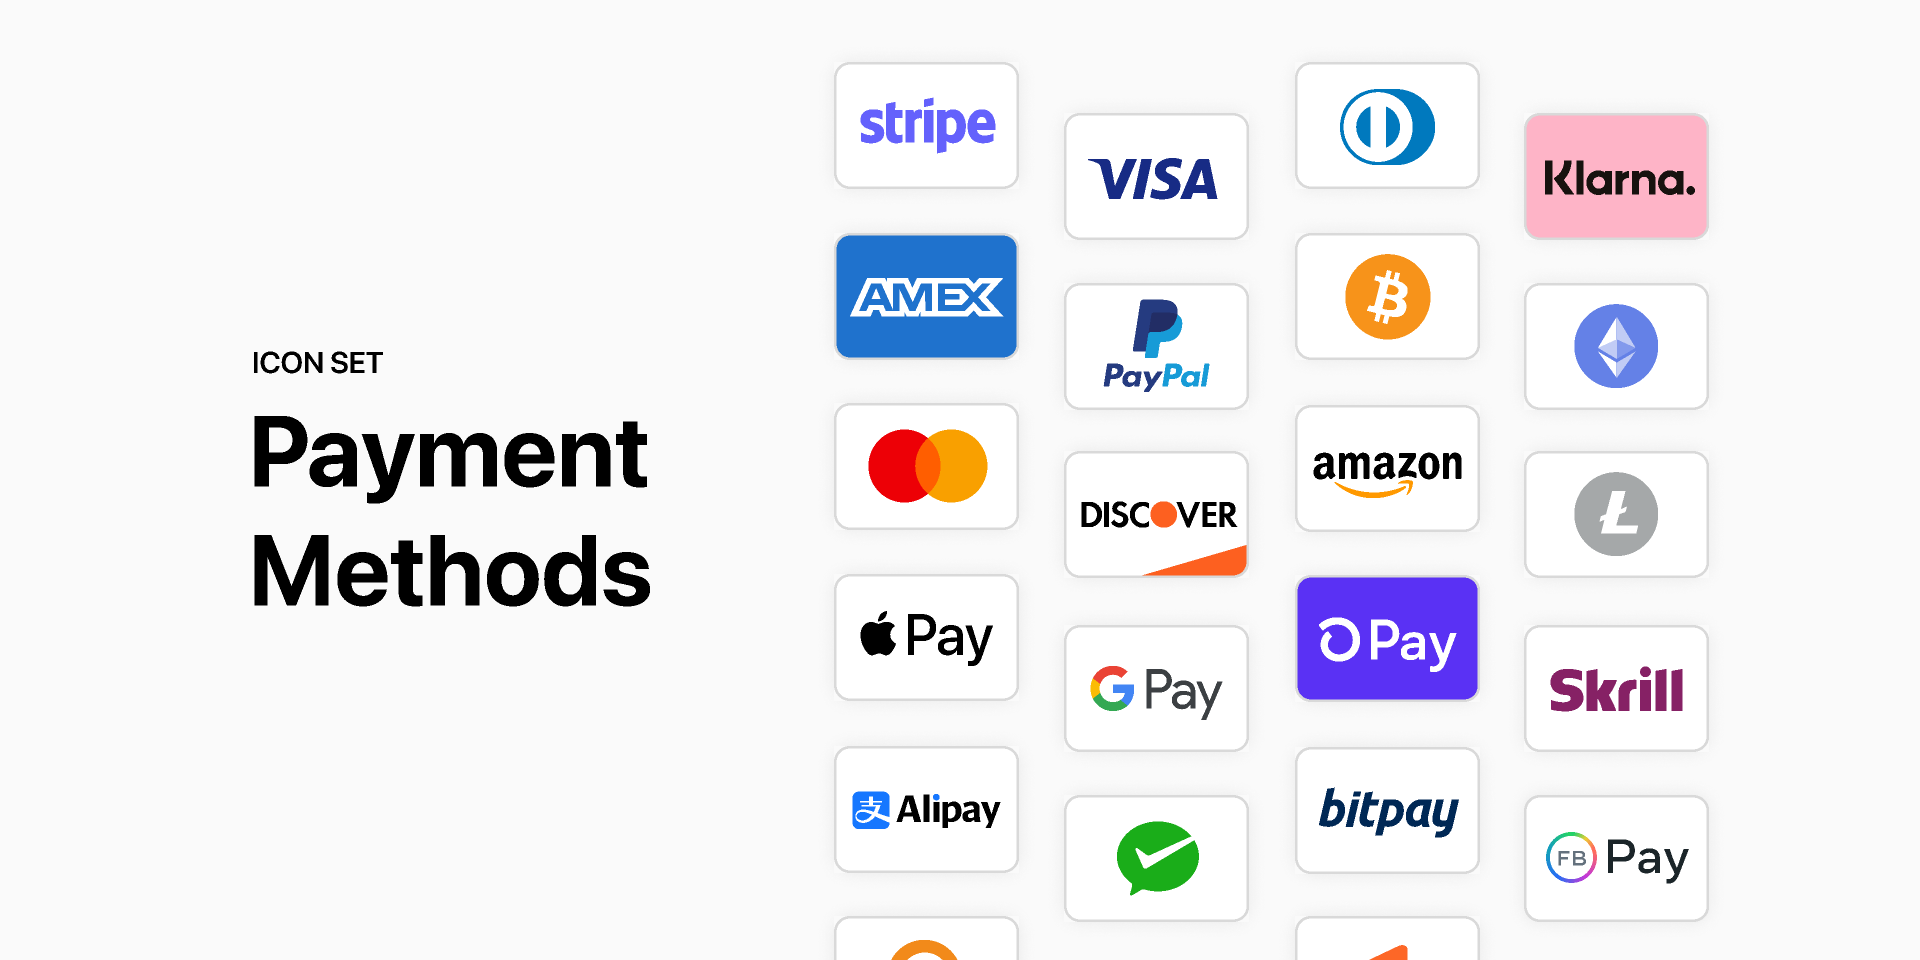 ICON SET
Payment
Methods
stripe
AMEX
Pay
支 Alipay
VISA
PayPal
DISCOVER
G Pay
amazon
Pay
bitpay
Klarna.
Skrill
FB Pay